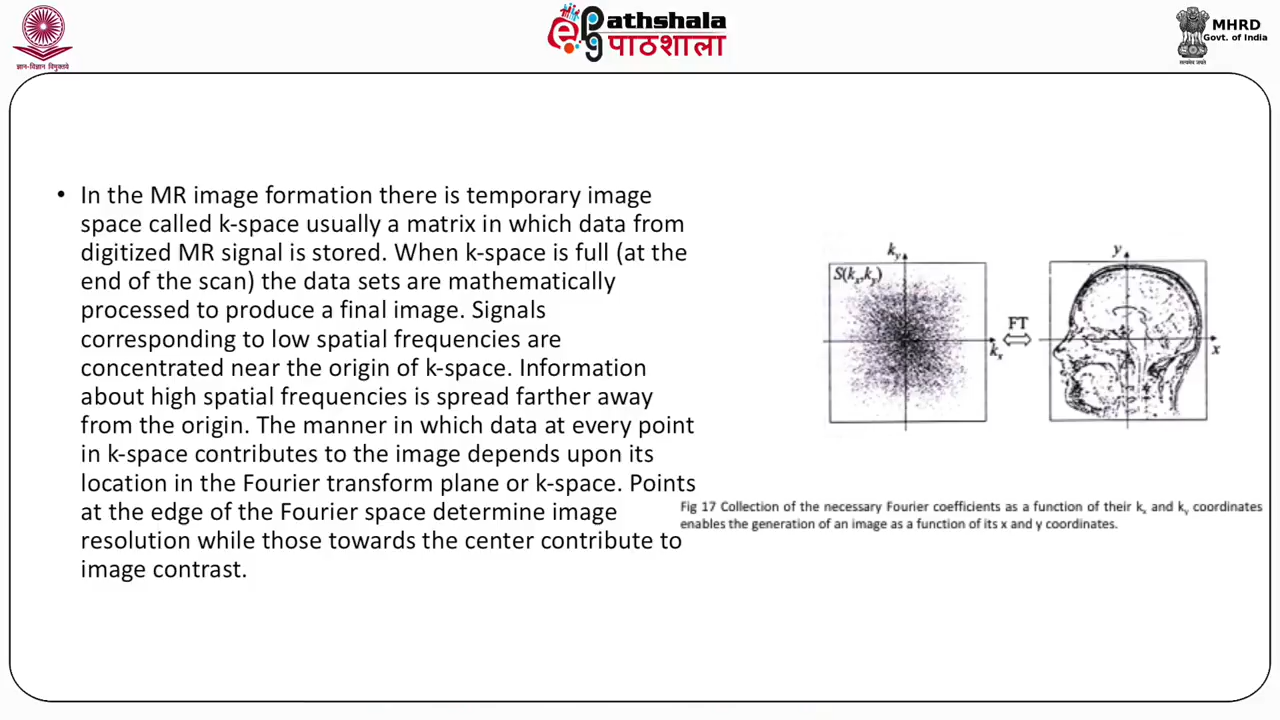 ज्ञान-विज्ञान विमुक्तये
ePathshala
पाठशाला
MHRD
Govt. of India
सत्यमेव जयते
• In the MR image formation there is temporary image
space called k-space usually a matrix in which data from
digitized MR signal is stored. When k-space is full (at the
end of the scan) the data sets are mathematically
processed to produce a final image. Signals
corresponding to low spatial frequencies are
concentrated near the origin of k-space. Information
about high spatial frequencies is spread farther away
from the origin. The manner in which data at every point
in k-space contributes to the image depends upon its
location in the Fourier transform plane or k-space. Points
at the edge of the Fourier space determine image
resolution while those towards the center contribute to
image contrast.
ky
S(kx,ky)
kx
FT
y
x
Fig 17 Collection of the necessary Fourier coefficients as a function of their kx and ky coordinates
enables the generation of an image as a function of its x and y coordinates.